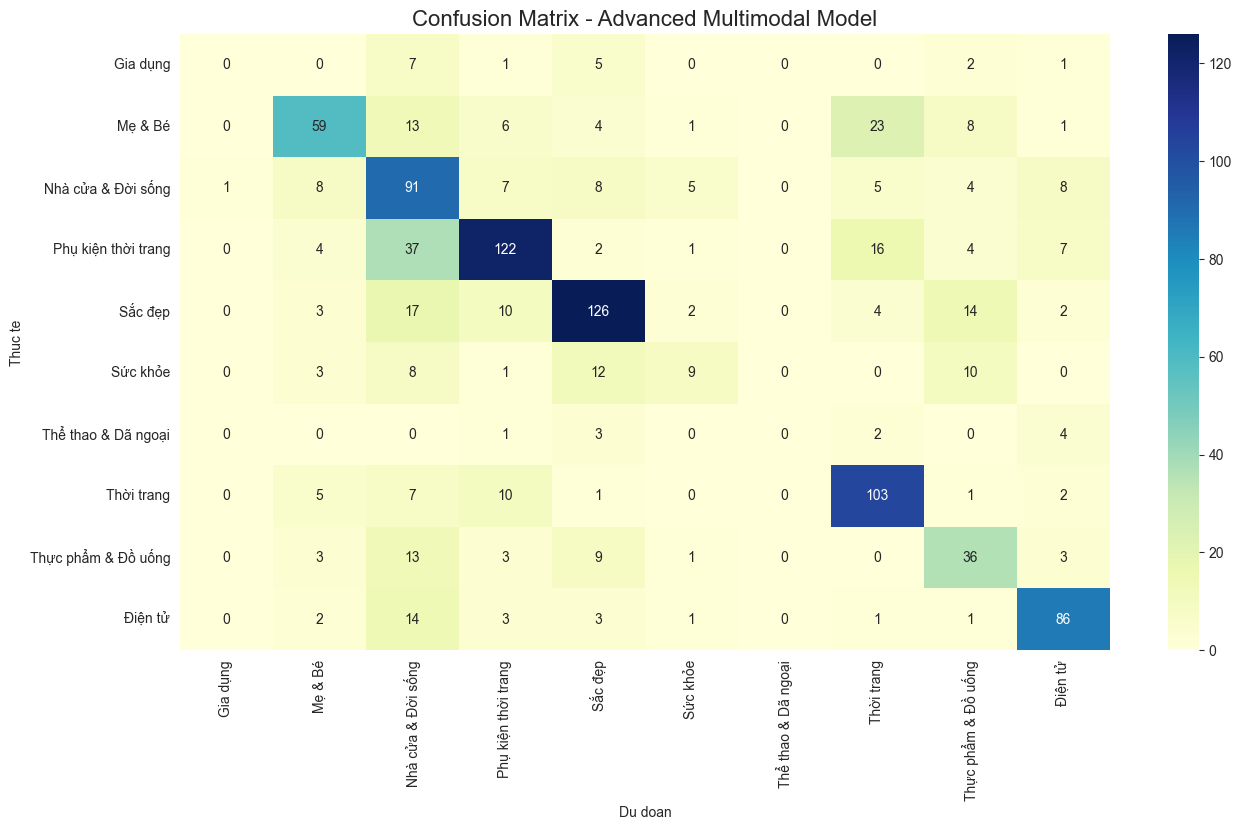 Confusion Matrix - Advanced Multimodal Model
Thuc te
Gia dụng 0 0 7 1 5 0 0 0 2 1
Mẹ & Bé 0 59 13 6 4 1 0 23 8 1
Nhà cửa & Đời sống 1 8 91 7 8 5 0 5 4 8
Phụ kiện thời trang 0 4 37 122 2 1 0 16 4 7
Sắc đẹp 0 3 17 10 126 2 0 4 14 2
Sức khỏe 0 3 8 1 12 9 0 0 10 0
Thể thao & Dã ngoại 0 0 0 1 3 0 0 2 0 4
Thời trang 0 5 7 10 1 0 0 103 1 2
Thực phẩm & Đồ uống 0 3 13 3 9 1 0 0 36 3
Điện tử 0 2 14 3 3 1 0 1 1 86
Gia dụng
Mẹ & Bé
Nhà cửa & Đời sống
Phụ kiện thời trang
Sắc đẹp
Sức khỏe
Thể thao & Dã ngoại
Thời trang
Thực phẩm & Đồ uống
Điện tử
Du doan
120
100
80
60
40
20
0